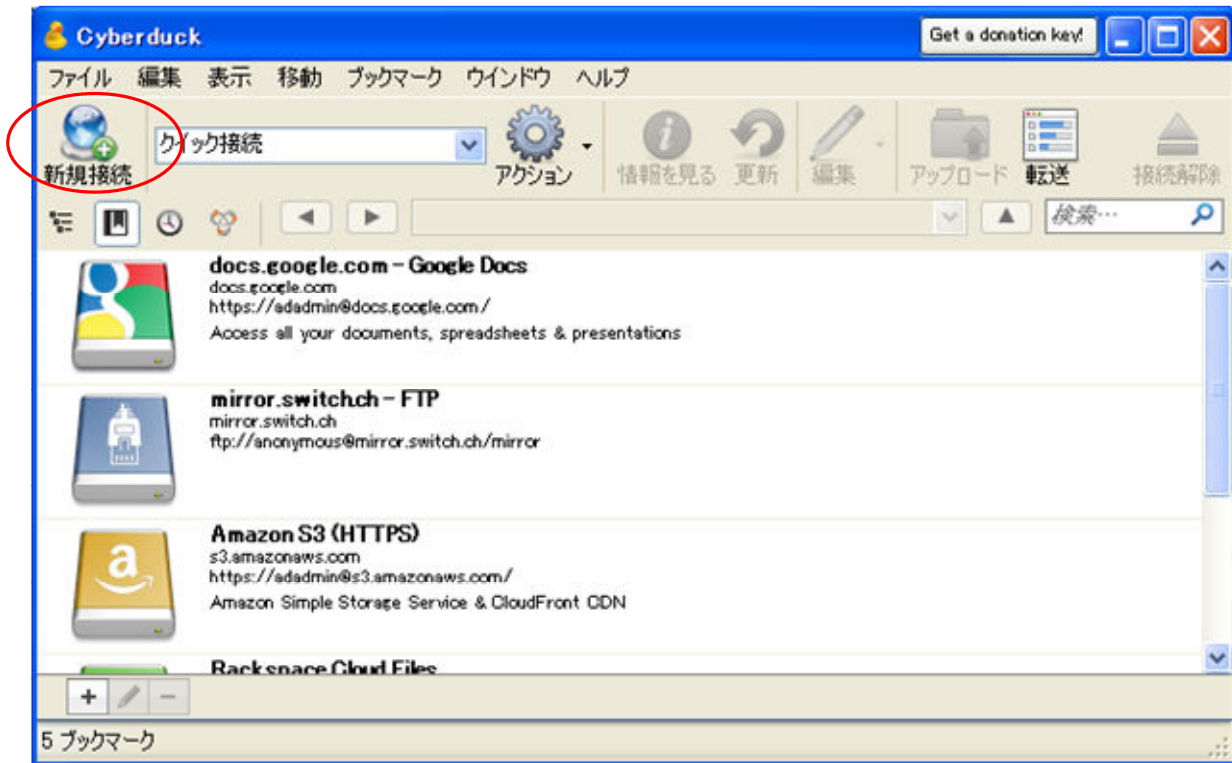 Cyberduck
Get a donation key!
ファイル 編集 表示 移動 ブックマーク ウインドウ ヘルプ
新規接続
クイック接続
アクション
情報を見る
更新
編集
アップロード
転送
接続解除
検索…
docs.google.com – Google Docs
docs.google.com
https://adadmin@docs.google.com/
Access all your documents, spreadsheets & presentations
mirror.switch.ch – FTP
mirror.switch.ch
ftp://anonymous@mirror.switch.ch/mirror
Amazon S3 (HTTPS)
s3.amazonaws.com
https://adadmin@s3.amazonaws.com/
Amazon Simple Storage Service & CloudFront CDN
Rackspace Cloud Files
5 ブックマーク